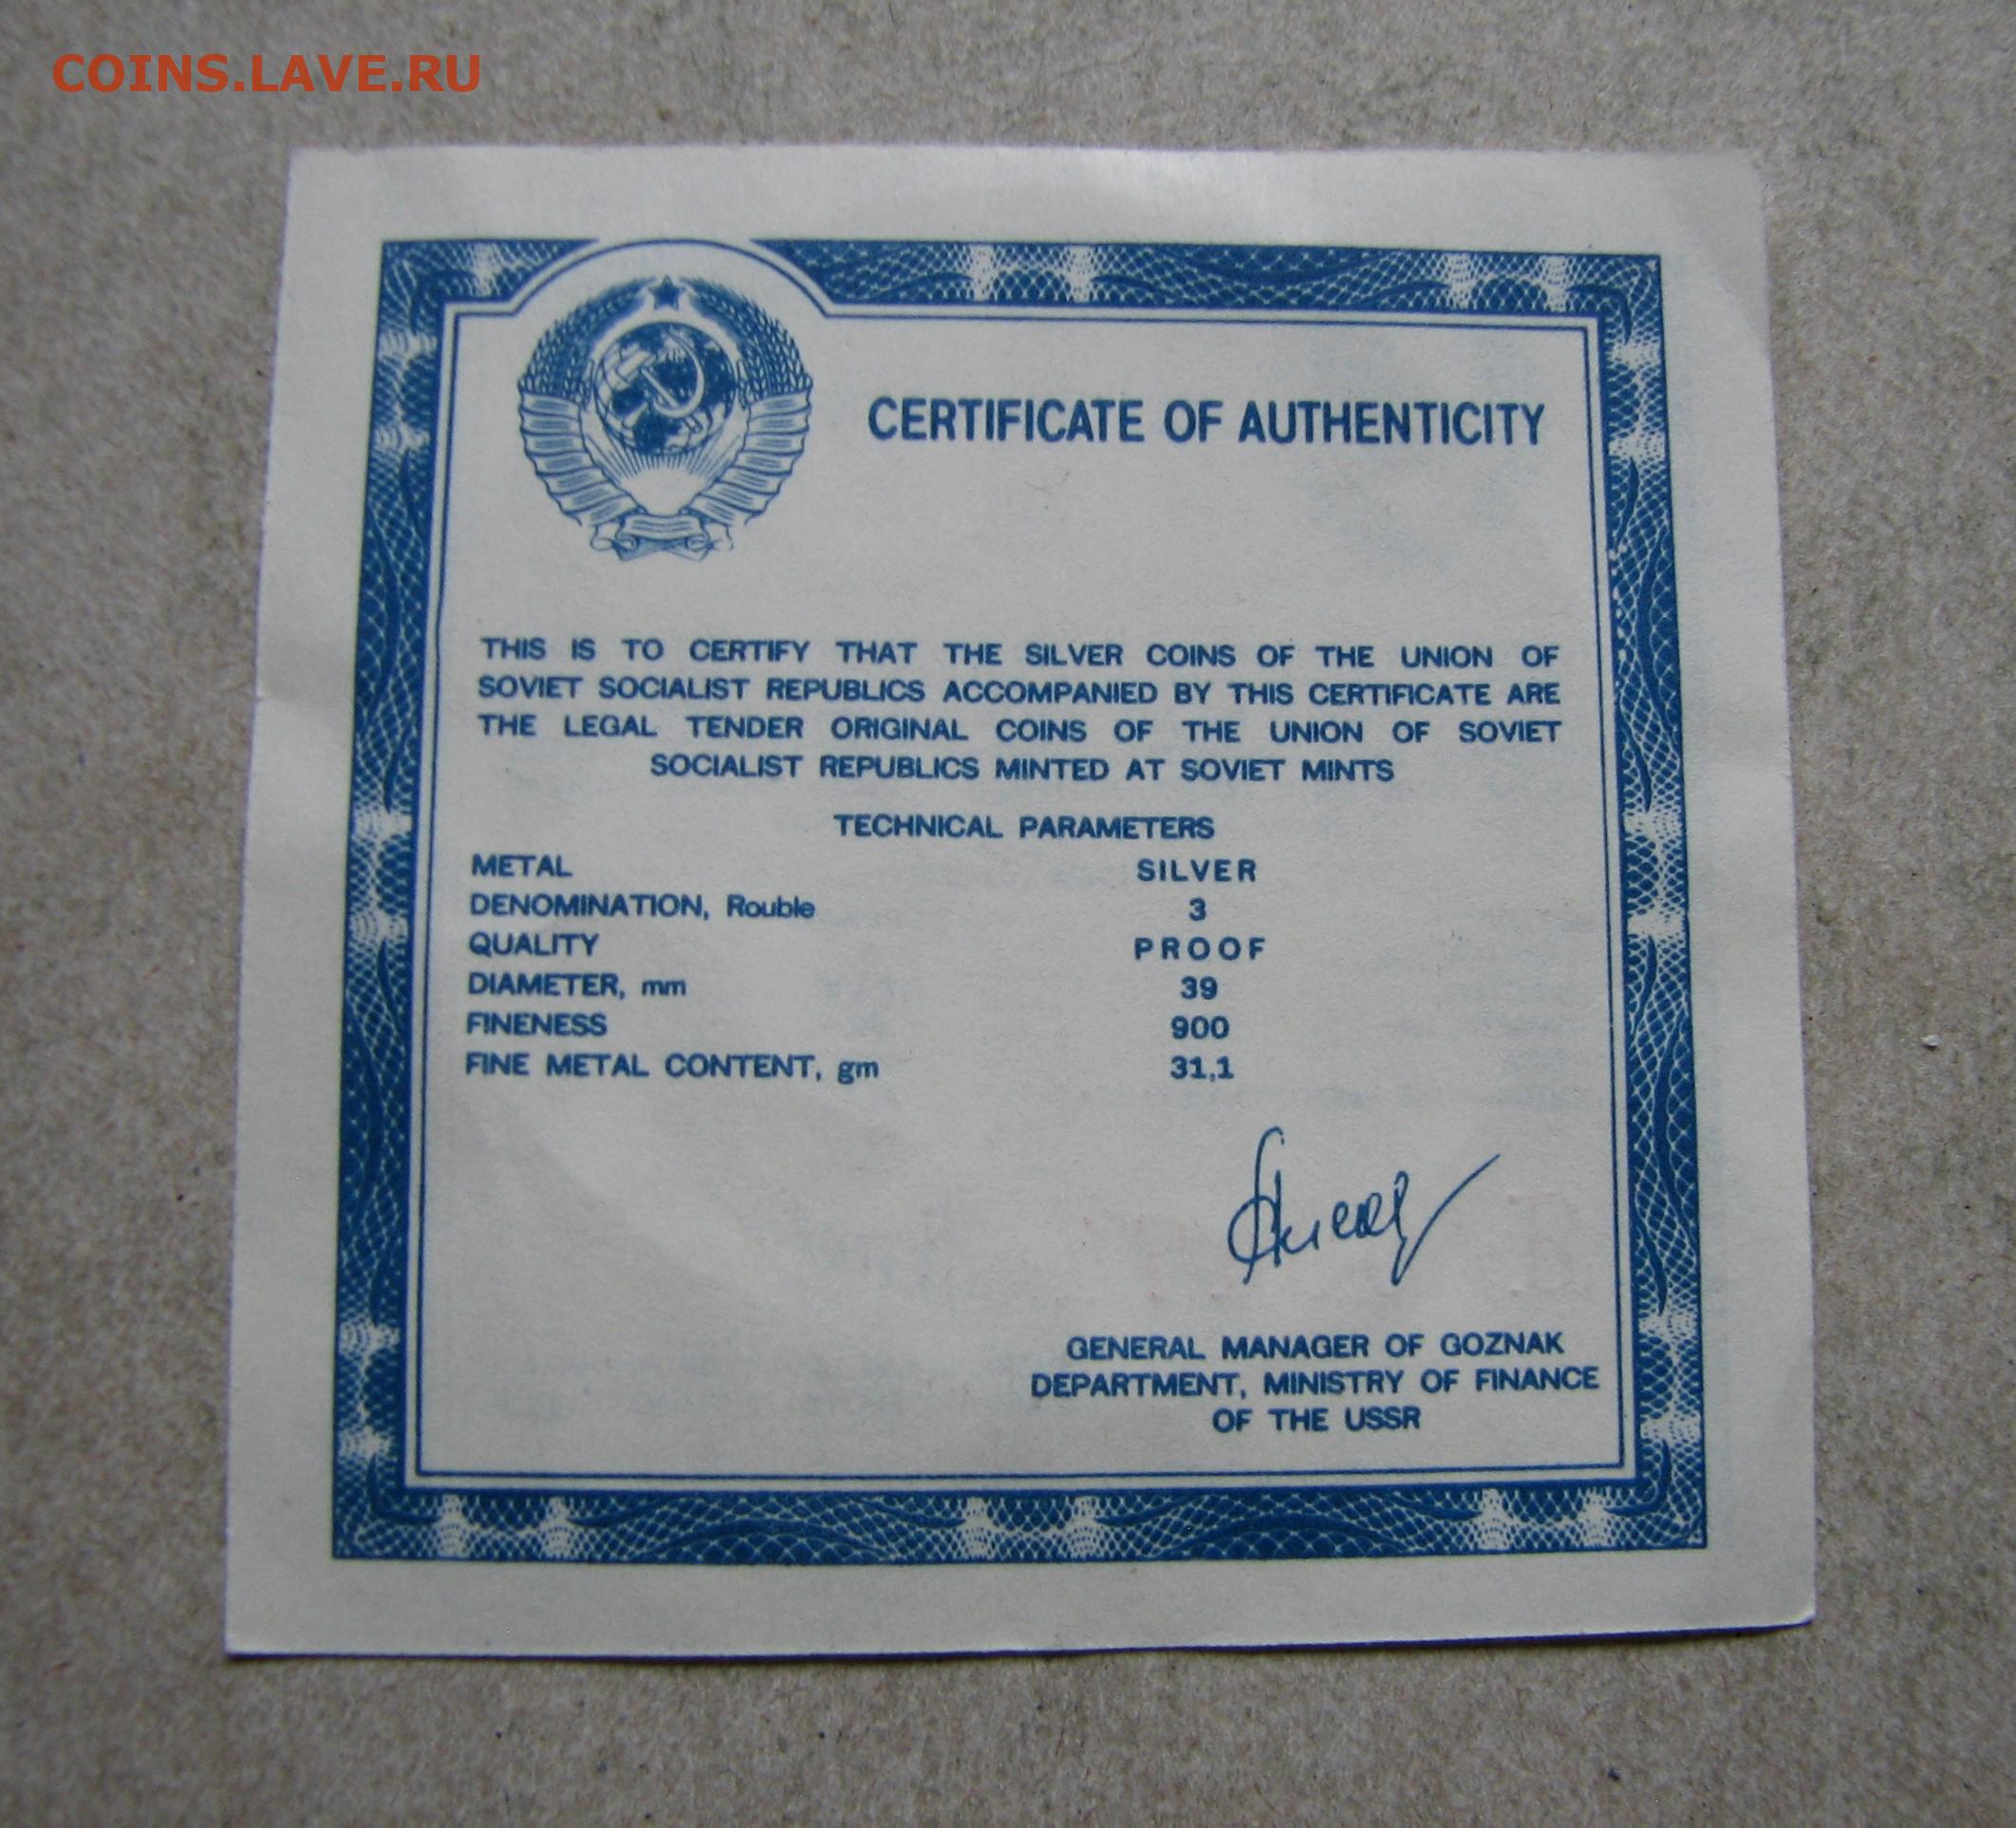 COINS.LAVE.RU
CERTIFICATE OF AUTHENTICITY
THIS IS TO CERTIFY THAT THE SILVER COINS OF THE UNION OF
SOVIET SOCIALIST REPUBLICS ACCOMPANIED BY THIS CERTIFICATE ARE
THE LEGAL TENDER ORIGINAL COINS OF THE UNION OF SOVIET
SOCIALIST REPUBLICS MINTED AT SOVIET MINTS
TECHNICAL PARAMETERS
METAL SILVER
DENOMINATION, Rouble 3
QUALITY PROOF
DIAMETER, mm 39
FINENESS 900
FINE METAL CONTENT, gm 31,1
GENERAL MANAGER OF GOZNAK
DEPARTMENT, MINISTRY OF FINANCE
OF THE USSR